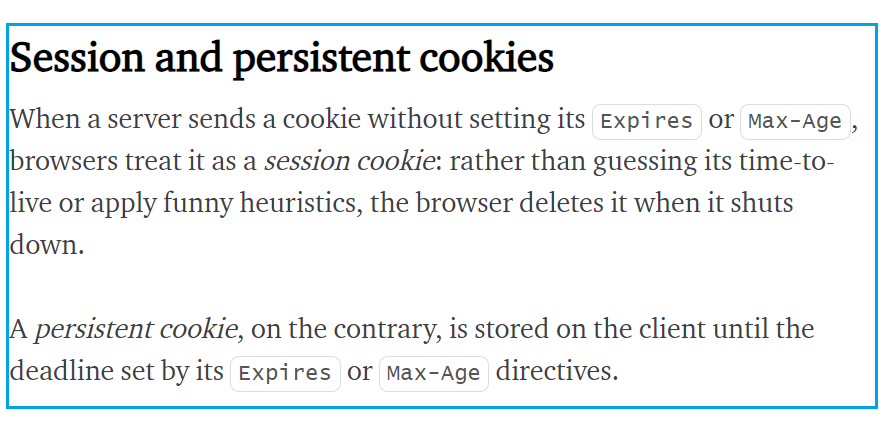 Session and persistent cookies
When a server sends a cookie without setting its Expires or Max-Age,
browsers treat it as a session cookie: rather than guessing its time-to-
live or apply funny heuristics, the browser deletes it when it shuts
down.
A persistent cookie, on the contrary, is stored on the client until the
deadline set by its Expires or Max-Age directives.